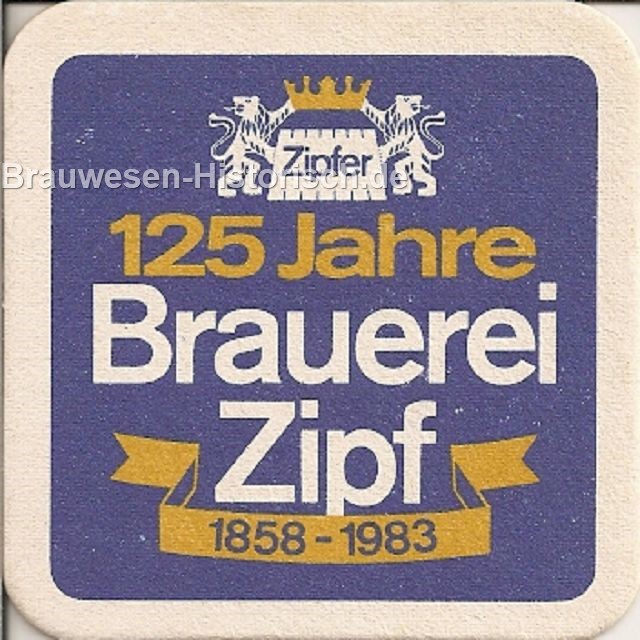 Zipfer
Brauwesen-Historisch.de
125 Jahre
Brauerei
Zipf
1858-1983